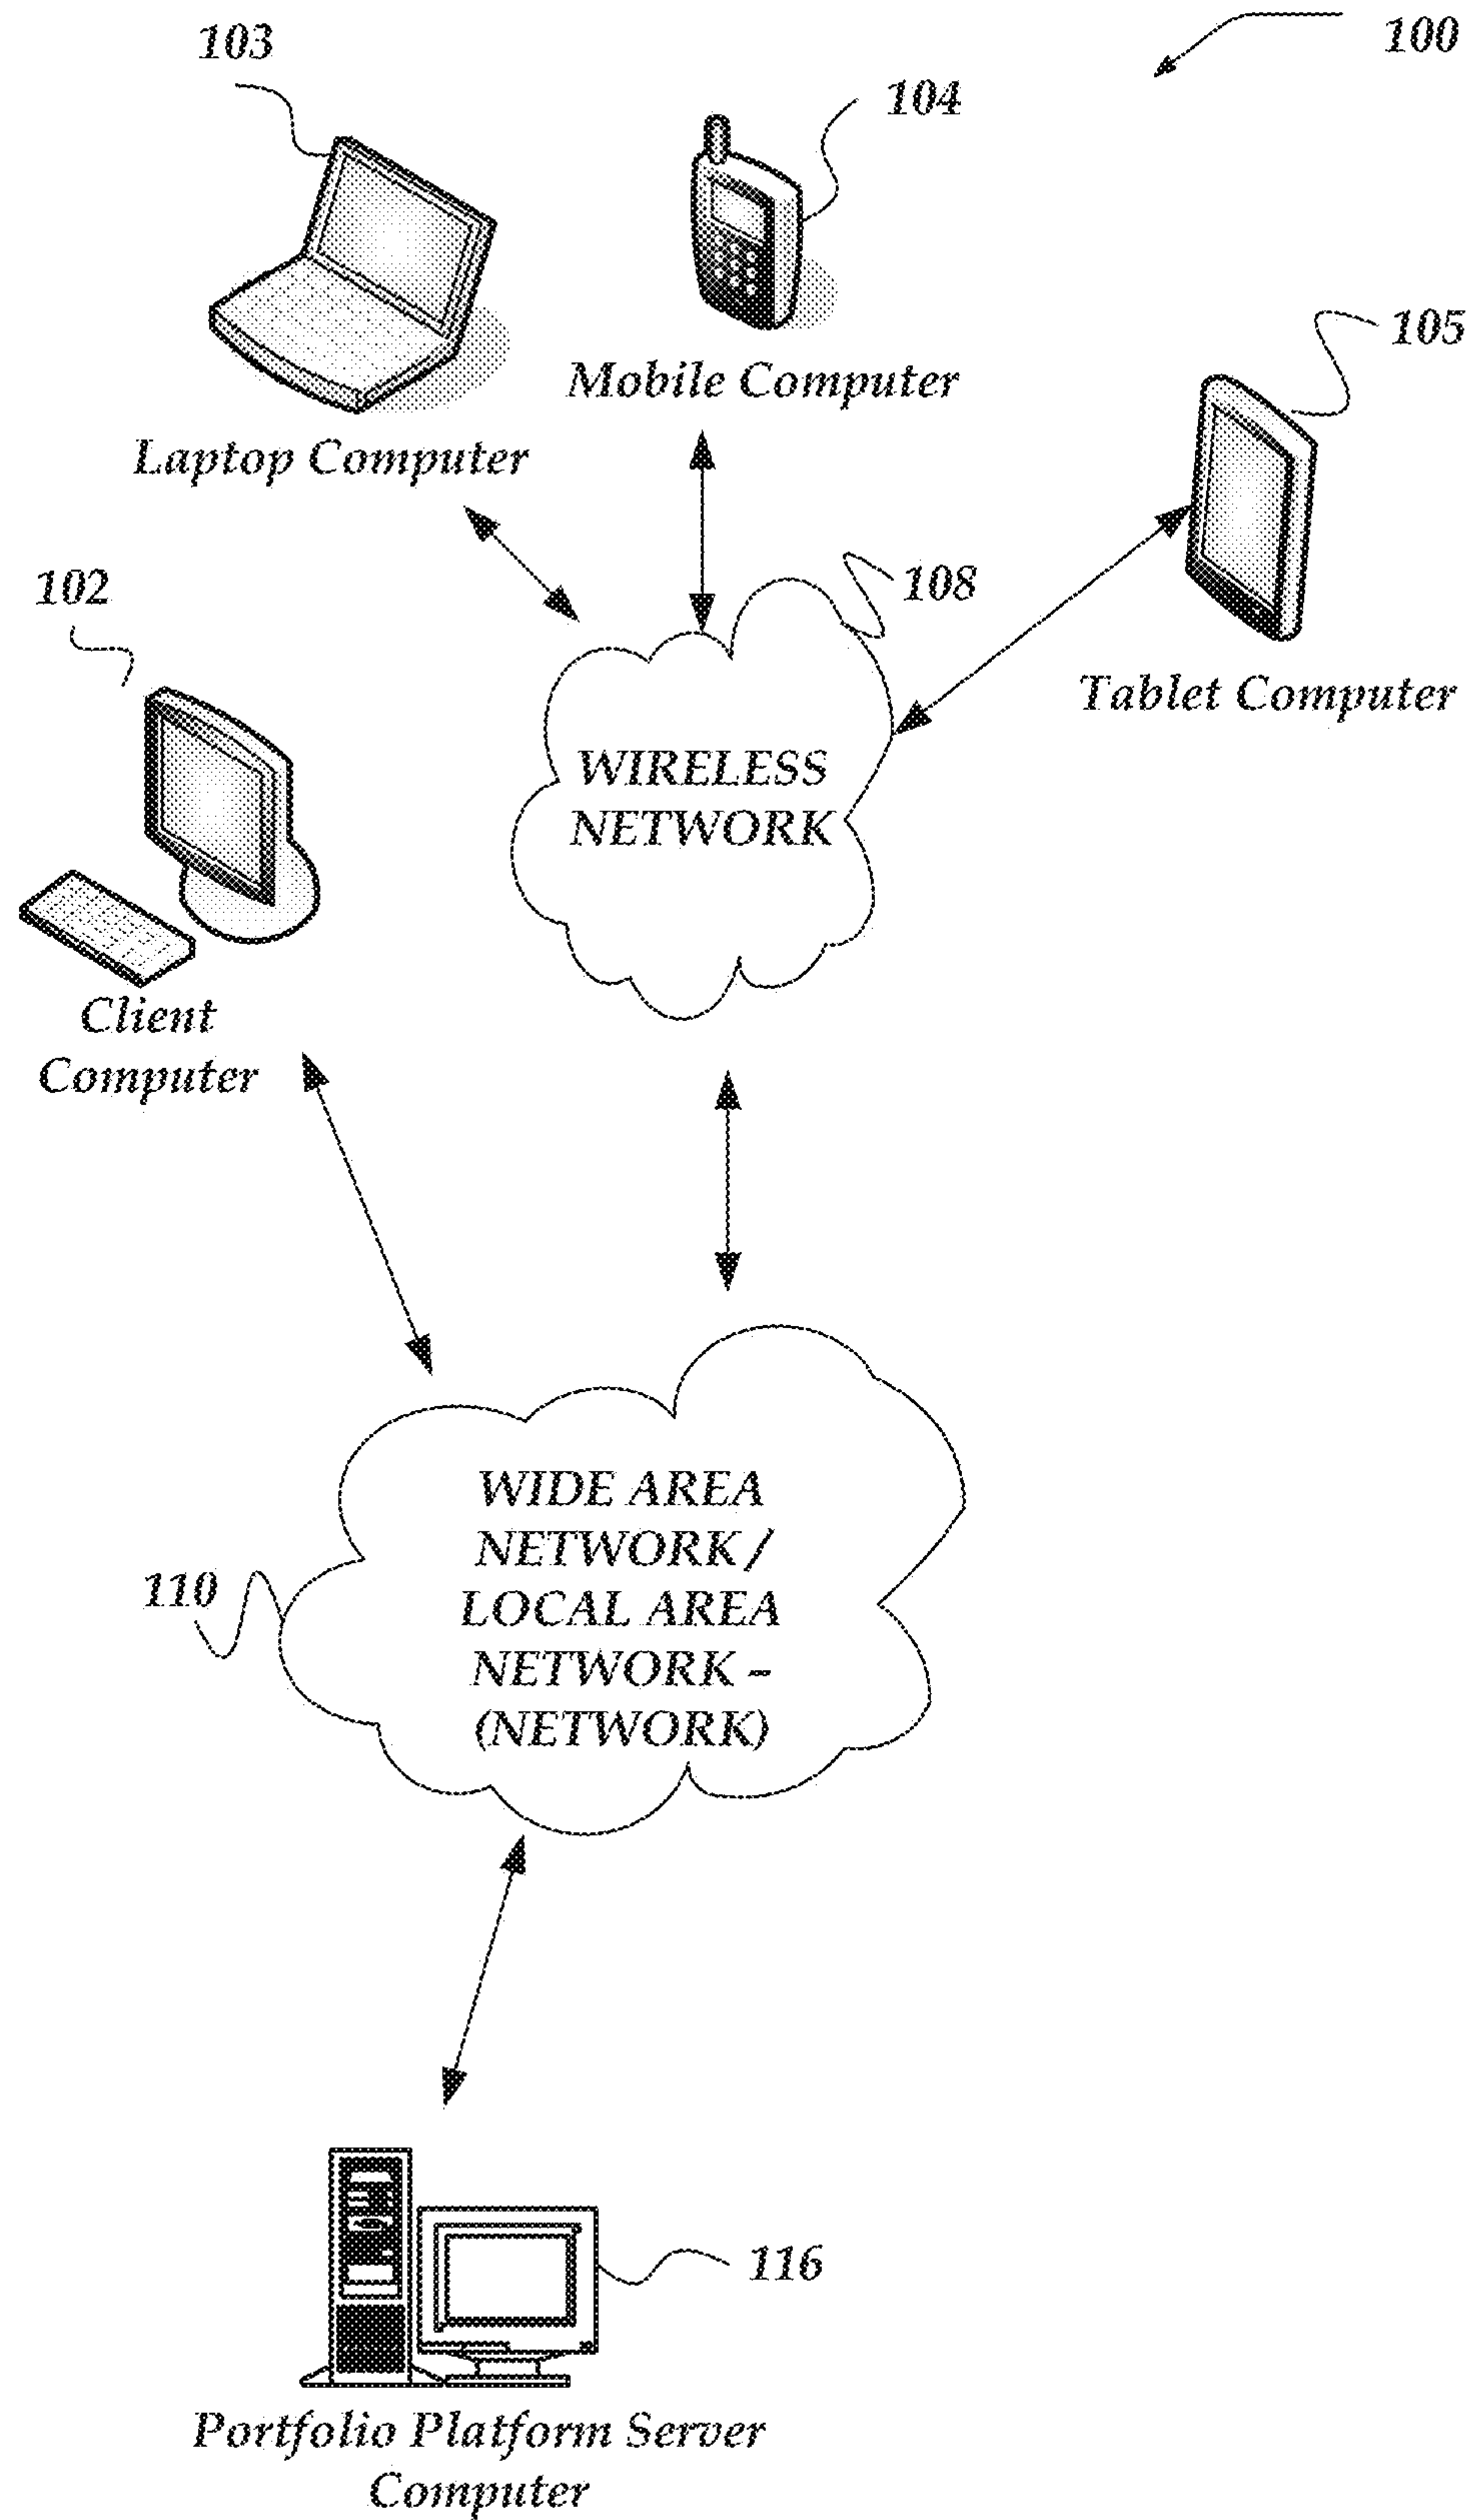 103
100
104
105
Mobile Computer
Laptop Computer
102
108
Tablet Computer
WIRELESS
NETWORK
Client
Computer
WIDE AREA
NETWORK /
LOCAL AREA
NETWORK –
(NETWORK)
110
116
Portfolio Platform Server
Computer